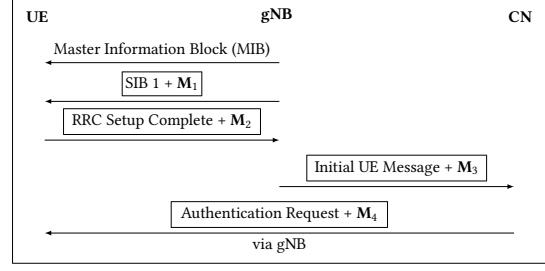 UE gNB CN
Master Information Block (MIB)
SIB 1 + M₁
RRC Setup Complete + M₂
Initial UE Message + M₃
Authentication Request + M₄
via gNB